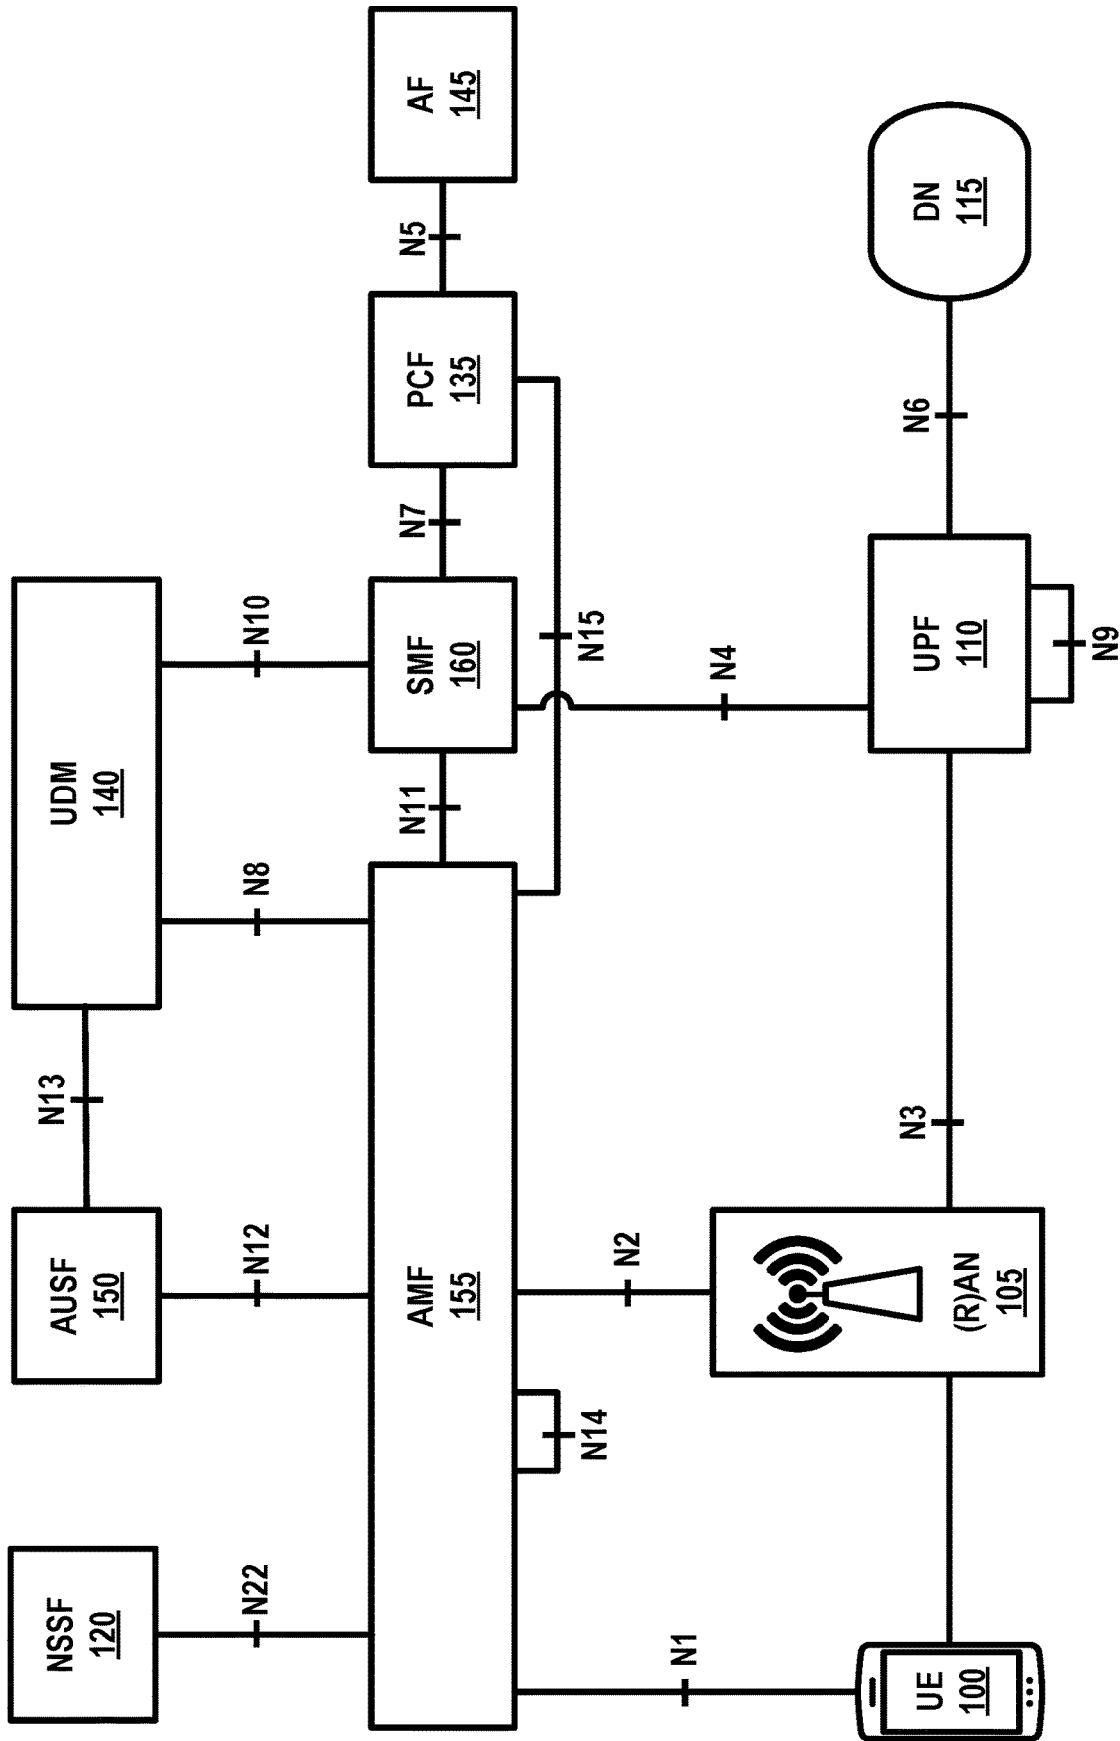 NSSF
120
AUSF
150
UDM
140
N13
N22
N12
N8
N10
AMF
155
N11
SMF
160
N7
PCF
135
N5
AF
145
N14
N15
N1
N2
N4
UE
100
(R)AN
105
N3
UPF
110
N6
DN
115
N9